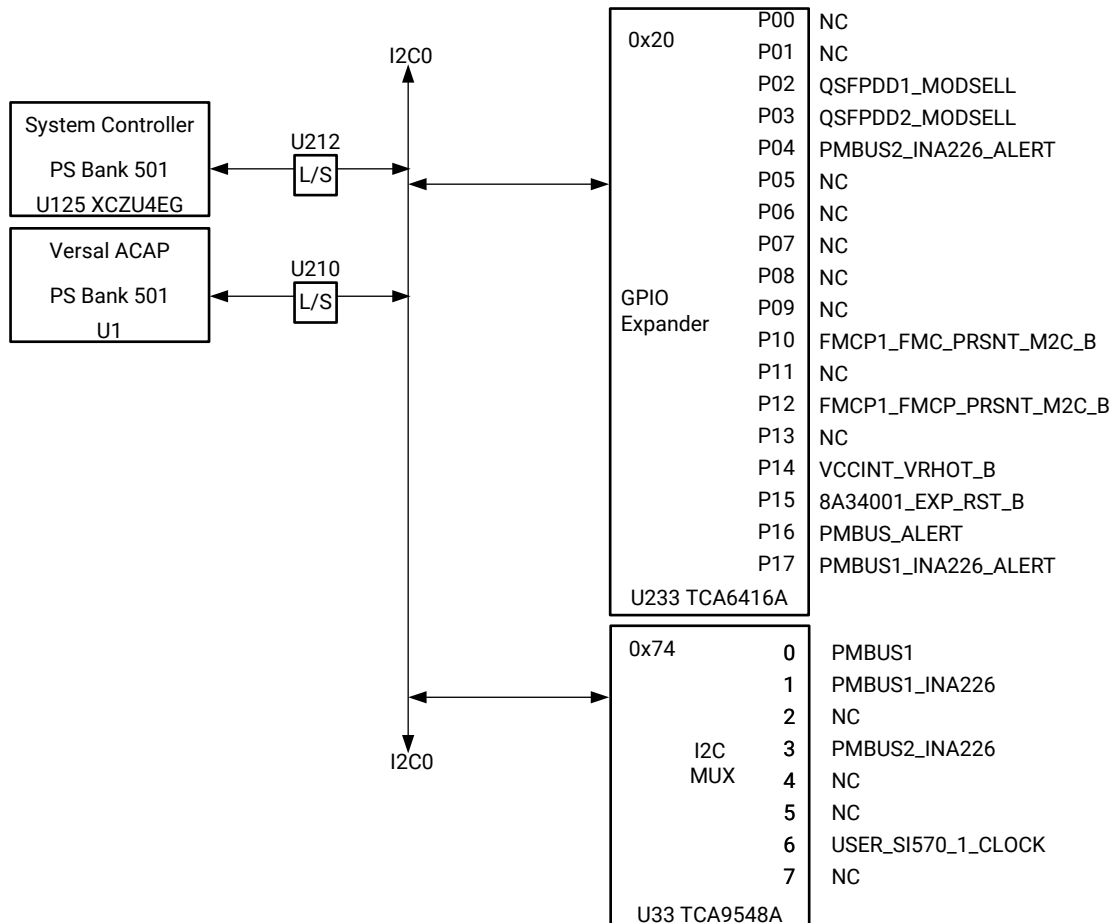 I2C0
System Controller
PS Bank 501
U125 XCZU4EG
U212
L/S
Versal ACAP
PS Bank 501
U1
U210
L/S
I2C0
0x20
GPIO
Expander
P00 NC
P01 NC
P02 QSFPDD1_MODSELL
P03 QSFPDD2_MODSELL
P04 PMBUS2_INA226_ALERT
P05 NC
P06 NC
P07 NC
P08 NC
P09 NC
P10 FMCP1_FMC_PRSNT_M2C_B
P11 NC
P12 FMCP1_FMCP_PRSNT_M2C_B
P13 NC
P14 VCCINT_VRHOT_B
P15 8A34001_EXP_RST_B
P16 PMBUS_ALERT
P17 PMBUS1_INA226_ALERT
U233 TCA6416A
0x74
I2C
MUX
0 PMBUS1
1 PMBUS1_INA226
2 NC
3 PMBUS2_INA226
4 NC
5 NC
6 USER_SI570_1_CLOCK
7 NC
U33 TCA9548A